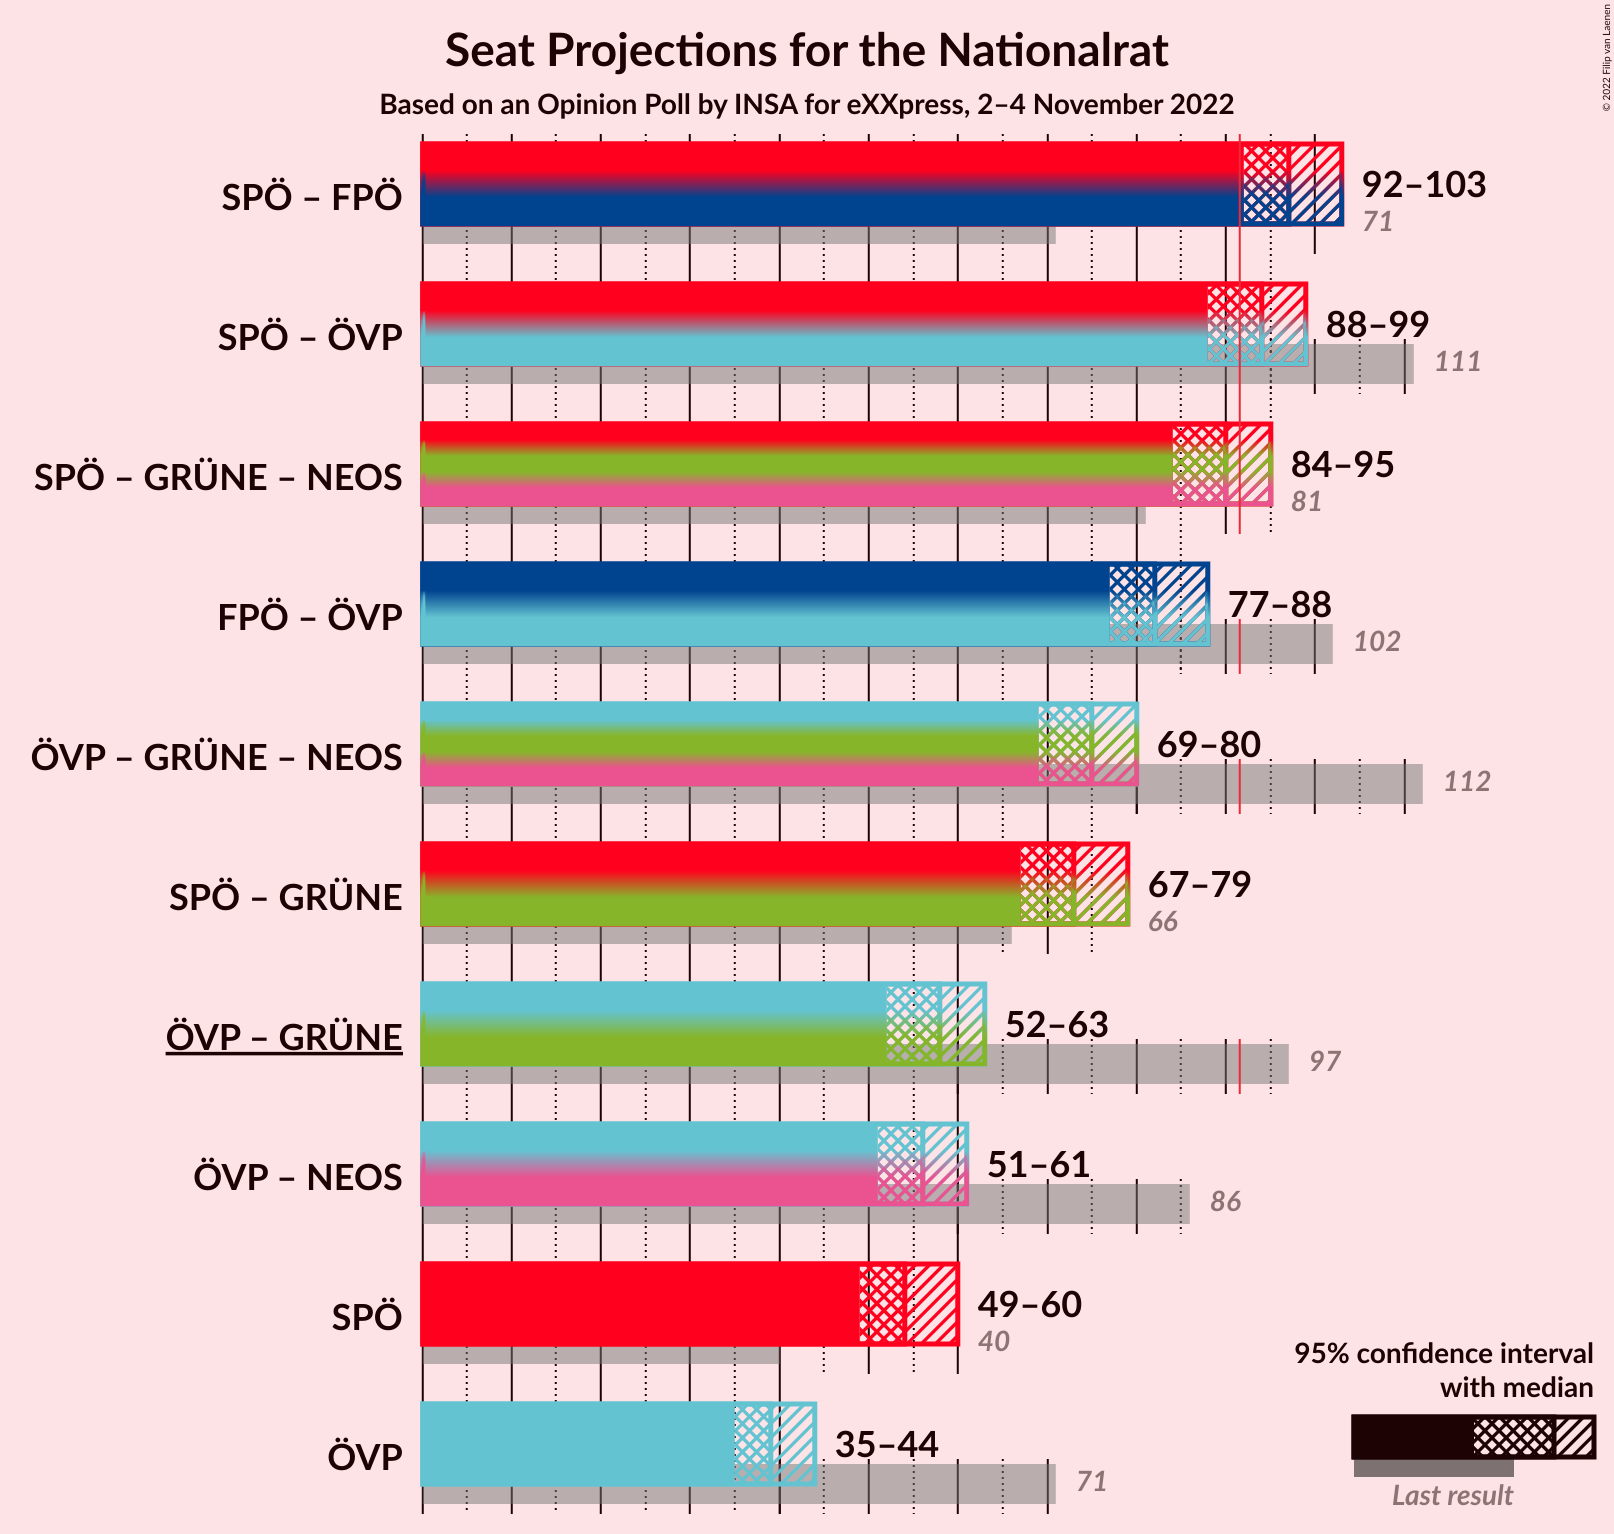 Seat Projections for the Nationalrat
Based on an Opinion Poll by INSA for eXXpress, 2–4 November 2022
© 2022 Filip van Laenen
SPÖ – FPÖ
92–103
71
SPÖ – ÖVP
88–99
111
SPÖ – GRÜNE – NEOS
84–95
81
FPÖ – ÖVP
77–88
102
ÖVP – GRÜNE – NEOS
69–80
112
SPÖ – GRÜNE
67–79
66
ÖVP – GRÜNE
52–63
97
ÖVP – NEOS
51–61
86
SPÖ
49–60
40
ÖVP
35–44
71
95% confidence interval
with median
Last result